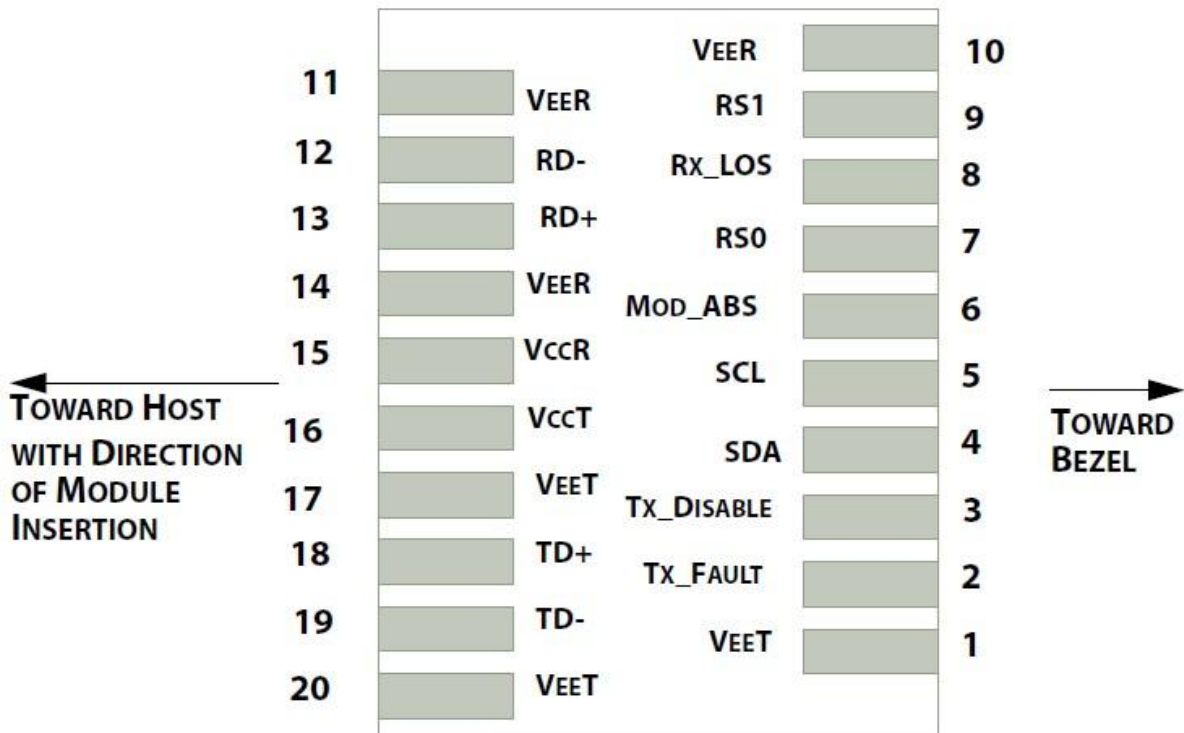 11 VEER
12 RD-
13 RD+
14 VEER
15 VCCR
16 VCCT
17 VEET
18 TD+
19 TD-
20 VEET
VEER 10
RS1 9
RX_LOS 8
RS0 7
MOD_ABS 6
SCL 5
SDA 4
TX_DISABLE 3
TX_FAULT 2
VEET 1
TOWARD HOST
WITH DIRECTION
OF MODULE
INSERTION
TOWARD
BEZEL